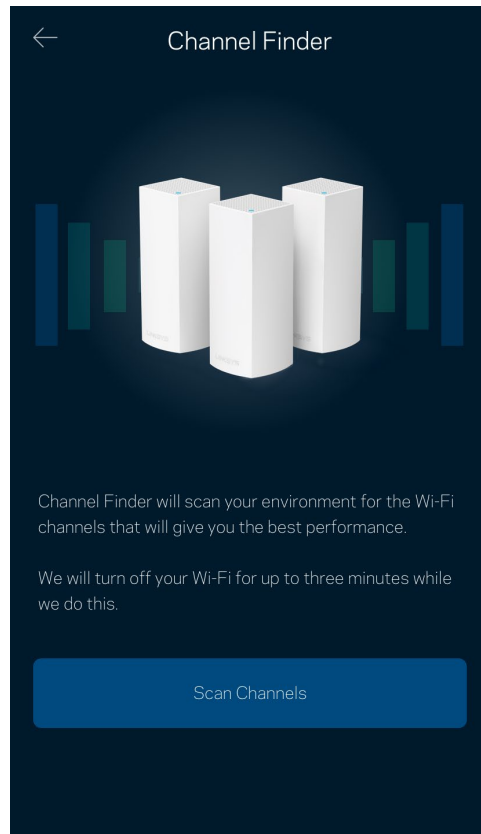 Channel Finder
Channel Finder will scan your environment for the Wi-Fi
channels that will give you the best performance.
We will turn off your Wi-Fi for up to three minutes while
we do this.
Scan Channels